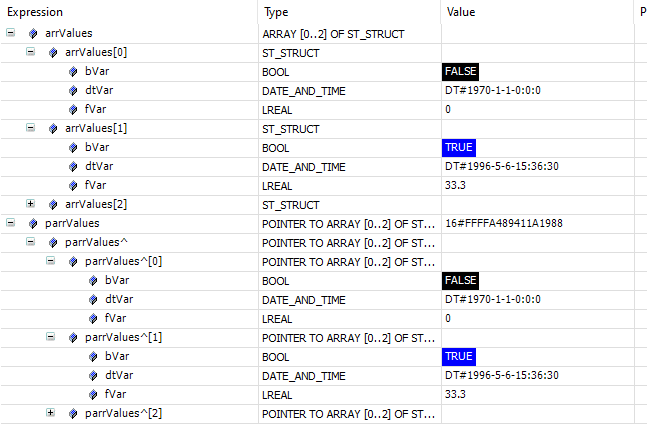 Expression Type Value P
arrValues ARRAY [0..2] OF ST_STRUCT
arrValues[0] ST_STRUCT
bVar BOOL FALSE
dtVar DATE_AND_TIME DT#1970-1-1-0:0:0
fVar LREAL 0
arrValues[1] ST_STRUCT
bVar BOOL TRUE
dtVar DATE_AND_TIME DT#1996-5-6-15:36:30
fVar LREAL 33.3
arrValues[2] ST_STRUCT
parrValues POINTER TO ARRAY [0..2] OF ST... 16#FFFFA489411A1988
parrValues^ POINTER TO ARRAY [0..2] OF ST...
parrValues^[0] POINTER TO ARRAY [0..2] OF ST...
bVar BOOL FALSE
dtVar DATE_AND_TIME DT#1970-1-1-0:0:0
fVar LREAL 0
parrValues^[1] POINTER TO ARRAY [0..2] OF ST...
bVar BOOL TRUE
dtVar DATE_AND_TIME DT#1996-5-6-15:36:30
fVar LREAL 33.3
parrValues^[2] POINTER TO ARRAY [0..2] OF ST...